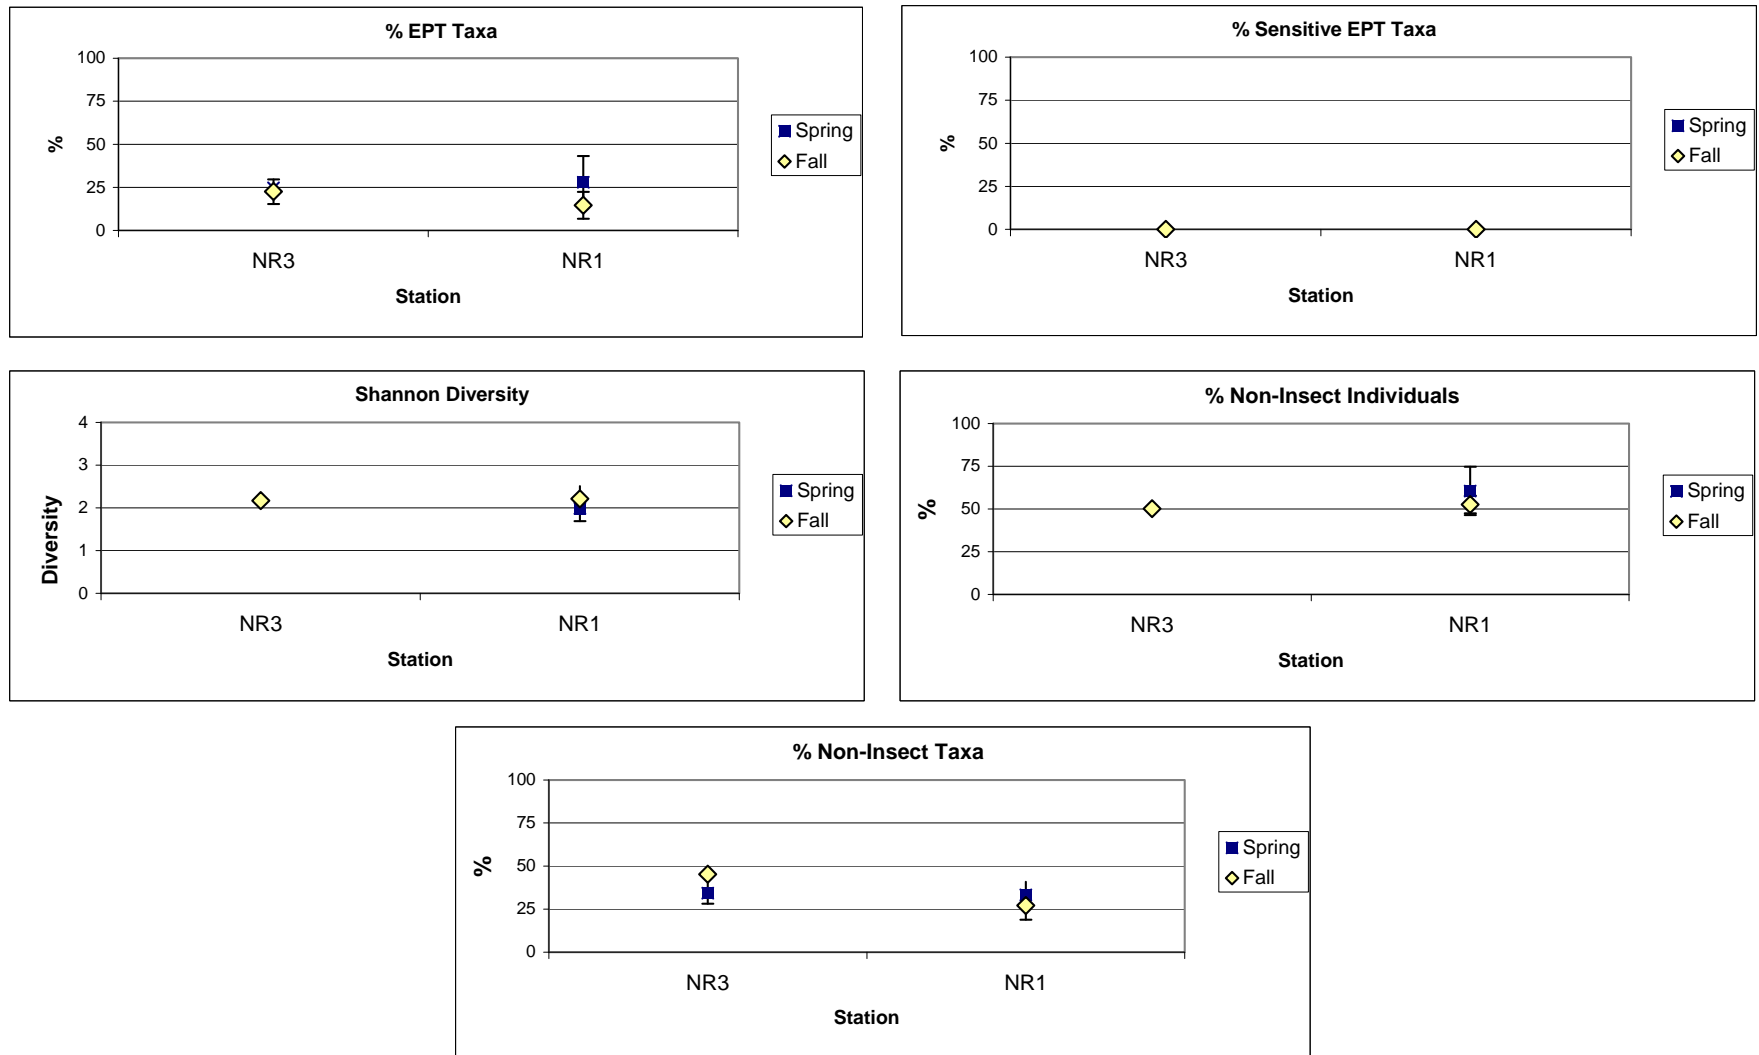 % EPT Taxa
100
75
50
25
0
%
NR3 NR1
Station
Spring
Fall
% Sensitive EPT Taxa
100
75
50
25
0
%
NR3 NR1
Station
Spring
Fall
Shannon Diversity
4
3
2
1
0
Diversity
NR3 NR1
Station
Spring
Fall
% Non-Insect Individuals
100
75
50
25
0
%
NR3 NR1
Station
Spring
Fall
% Non-Insect Taxa
100
75
50
25
0
%
NR3 NR1
Station
Spring
Fall